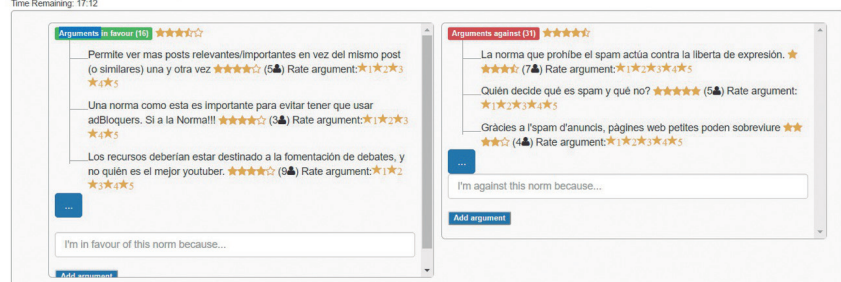 Time Remaining: 17:12
Arguments in favour (16) ★★★★☆
Permite ver mas posts relevantes/importantes en vez del mismo post
(o similares) una y otra vez ★★★★☆ (5👤) Rate argument:★1★2★3
★4★5
Una norma como esta es importante para evitar tener que usar
adBloquers. Si a la Norma!!! ★★★★☆ (3👤) Rate argument:★1★2★3
★4★5
Los recursos deberían estar destinado a la fomentación de debates, y
no quién es el mejor youtuber. ★★★★☆ (9👤) Rate argument:★1★2
★3★4★5
...
I'm in favour of this norm because...
Add argument
Arguments against (31) ★★★★★
La norma que prohíbe el spam actúa contra la liberta de expresión. ★
★★★★ (7👤) Rate argument:★1★2★3★4★5
Quién decide qué es spam y qué no? ★★★★★ (5👤) Rate argument:
★1★2★3★4★5
Gràcies a l'spam d'anuncis, pàgines web petites poden sobreviure ★★
★★☆ (4👤) Rate argument:★1★2★3★4★5
...
I'm against this norm because...
Add argument